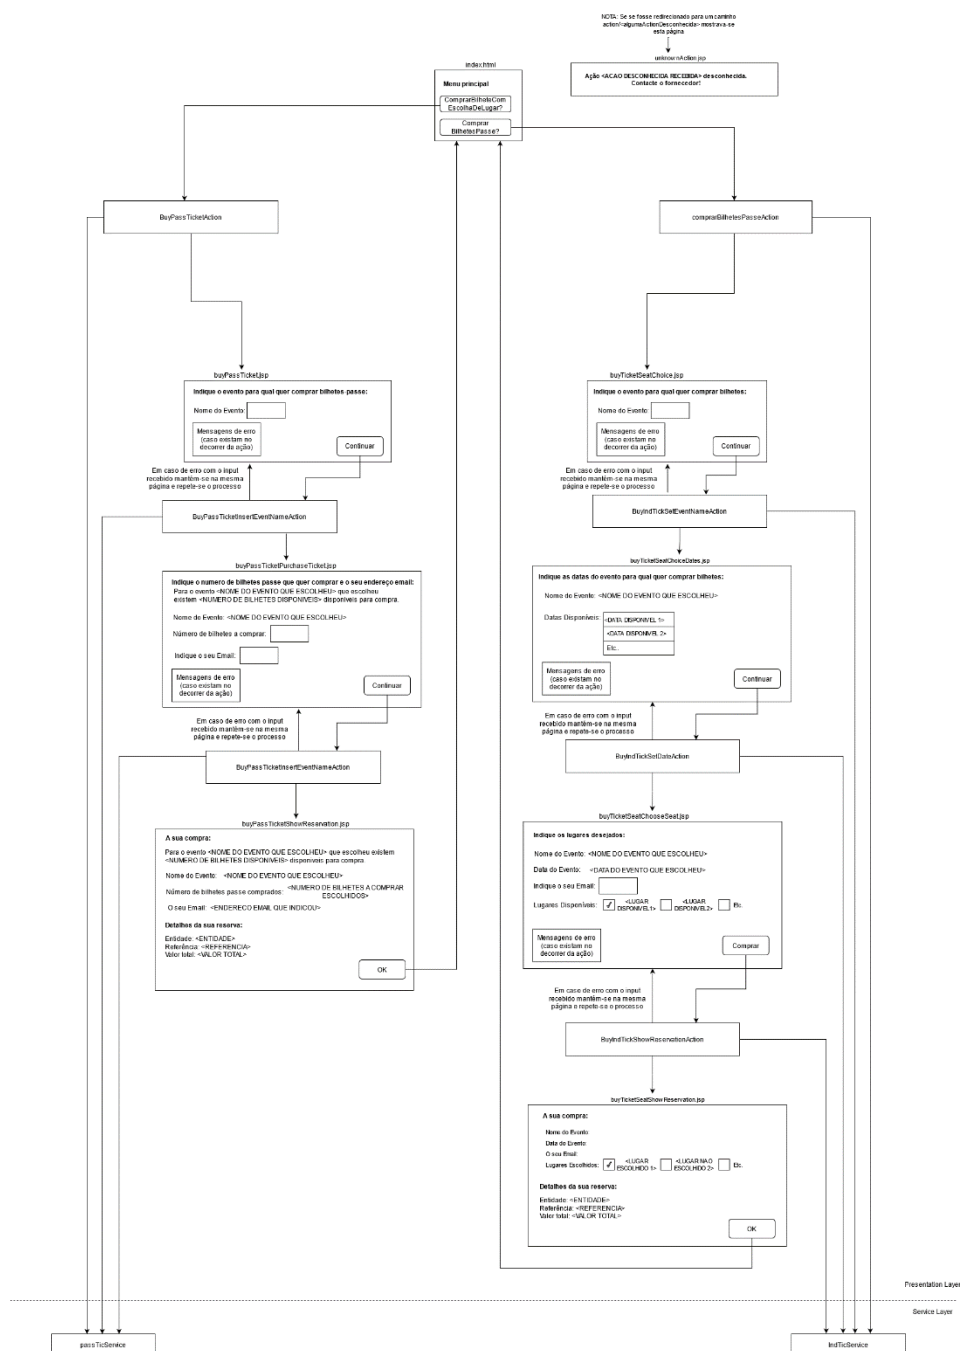 NOTA: Se se fosse redirecionado para um caminho
action/<algumaActionDesconhecida> mostrava-se
esta página
unknownAction.jsp
Ação <ACAO DESCONHECIDA RECEBIDA> desconhecida.
Contacte o fornecedor!
index.html
Menu principal
ComprarBilheteCom
EscolhaDeLugar?
Comprar
BilhetesPasse?
BuyPassTicketAction
buyPassTicket.jsp
Indique o evento para qual quer comprar bilhetes-passe:
Nome do Evento:
Mensagens de erro
(caso existam no
decorrer da ação)
Continuar
Em caso de erro com o input
recebido mantém-se na mesma
página e repete-se o processo
BuyPassTicketInsertEventNameAction
buyPassTicketPurchaseTicket.jsp
Indique o numero de bilhetes passe que quer comprar e o seu endereço email:
Para o evento <NOME DO EVENTO QUE ESCOLHEU> que escolheu
existem <NUMERO DE BILHETES DISPONIVEIS> disponiveis para compra.
Nome do Evento: <NOME DO EVENTO QUE ESCOLHEU>
Número de bilhetes a comprar:
Indique o seu Email:
Mensagens de erro
(caso existam no
decorrer da ação)
Continuar
Em caso de erro com o input
recebido mantém-se na mesma
página e repete-se o processo
BuyPassTicketInsertEventNameAction
buyPassTicketShowReservation.jsp
A sua compra:
Para o evento <NOME DO EVENTO QUE ESCOLHEU> que escolheu existem
<NUMERO DE BILHETES DISPONIVEIS> disponiveis para compra.
Nome do Evento: <NOME DO EVENTO QUE ESCOLHEU>
Número de bilhetes passe comprados: <NUMERO DE BILHETES A COMPRAR
ESCOLHIDOS>
O seu Email: <ENDERECO EMAIL QUE INDICOU>
Detalhes da sua reserva:
Entidade: <ENTIDADE>
Referência: <REFERENCIA>
Valor total: <VALOR TOTAL>
OK
comprarBilhetesPasseAction
buyTicketSeatChoice.jsp
Indique o evento para qual quer comprar bilhetes:
Nome do Evento:
Mensagens de erro
(caso existam no
decorrer da ação)
Continuar
Em caso de erro com o input
recebido mantém-se na mesma
página e repete-se o processo
BuyIndTickSetEventNameAction
buyTicketSeatChoiceDates.jsp
Indique as datas do evento para qual quer comprar bilhetes:
Nome do Evento: <NOME DO EVENTO QUE ESCOLHEU>
Datas Disponíveis:
<DATA DISPONIVEL 1>
<DATA DISPONIVEL 2>
Etc..
Mensagens de erro
(caso existam no
decorrer da ação)
Continuar
Em caso de erro com o input
recebido mantém-se na mesma
página e repete-se o processo
BuyIndTickSetDateAction
buyTicketSeatChooseSeat.jsp
Indique os lugares desejados:
Nome do Evento: <NOME DO EVENTO QUE ESCOLHEU>
Data do Evento: <DATA DO EVENTO QUE ESCOLHEU>
Indique o seu Email:
Lugares Disponíveis: ✓ <LUGAR
DISPONIVEL1> <LUGAR
DISPONIVEL2> Etc.
Mensagens de erro
(caso existam no
decorrer da ação)
Comprar
Em caso de erro com o input
recebido mantém-se na mesma
página e repete-se o processo
BuyIndTickShowReservationAction
buyTicketSeatShowReservation.jsp
A sua compra:
Nome do Evento:
Data do Evento:
O seu Email:
Lugares Escolhidos: ✓ <LUGAR
ESCOLHIDO 1> <LUGAR NAO
ESCOLHIDO 2> Etc.
Detalhes da sua reserva:
Entidade: <ENTIDADE>
Referência: <REFERENCIA>
Valor total: <VALOR TOTAL>
OK
Presentation Layer
Service Layer
passTicService
IndTicService